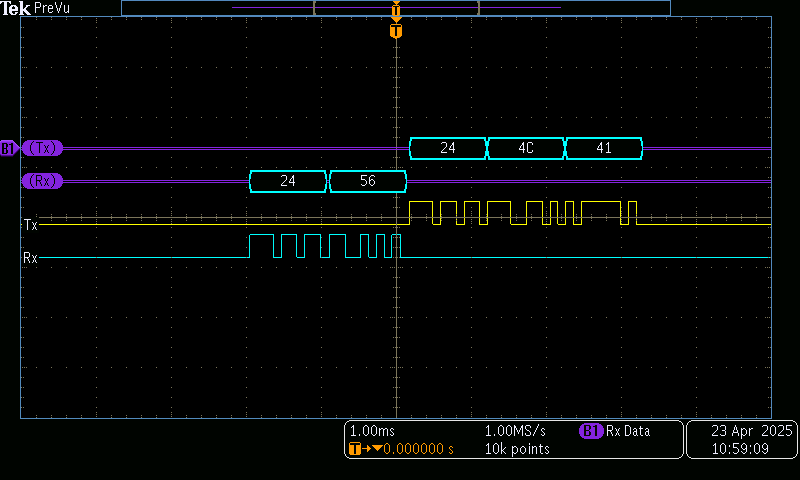 Tek PreVu
T
T
24 4C 41
B1 (Tx)
(Rx) 24 56
Tx
Rx
1.00ms 1.00MS/s B1 Rx Data
T→▼0.000000 s 10k points
23 Apr 2025
10:59:09